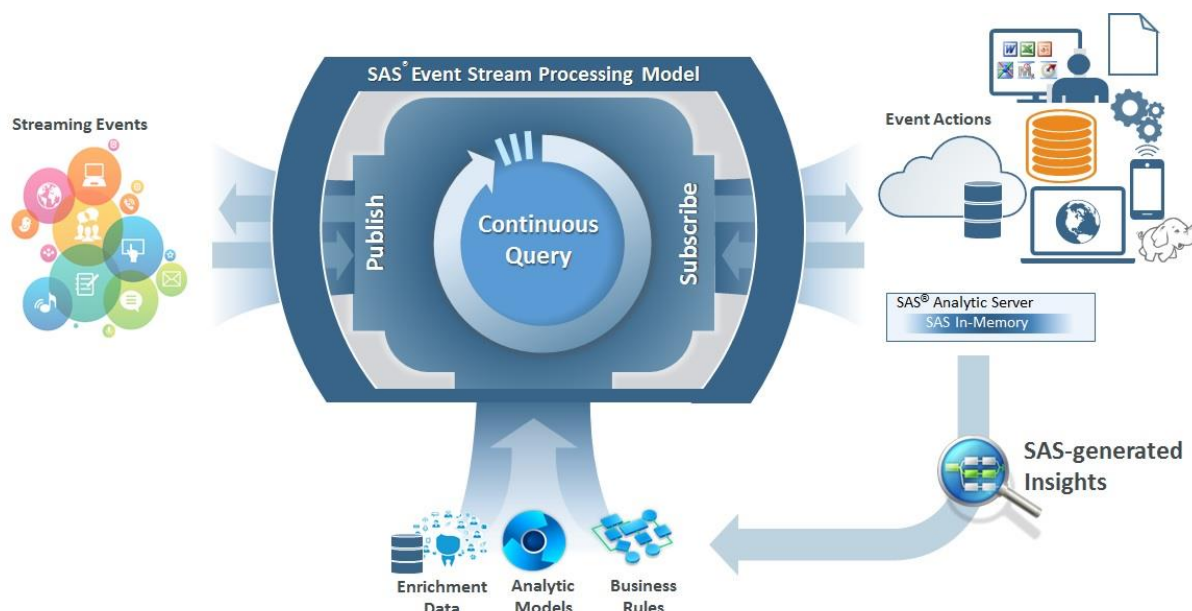 SAS® Event Stream Processing Model
Streaming Events
Event Actions
Publish
Continuous
Query
Subscribe
SAS® Analytic Server
SAS In-Memory
SAS-generated
Insights
Enrichment
Data
Analytic
Models
Business
Rules